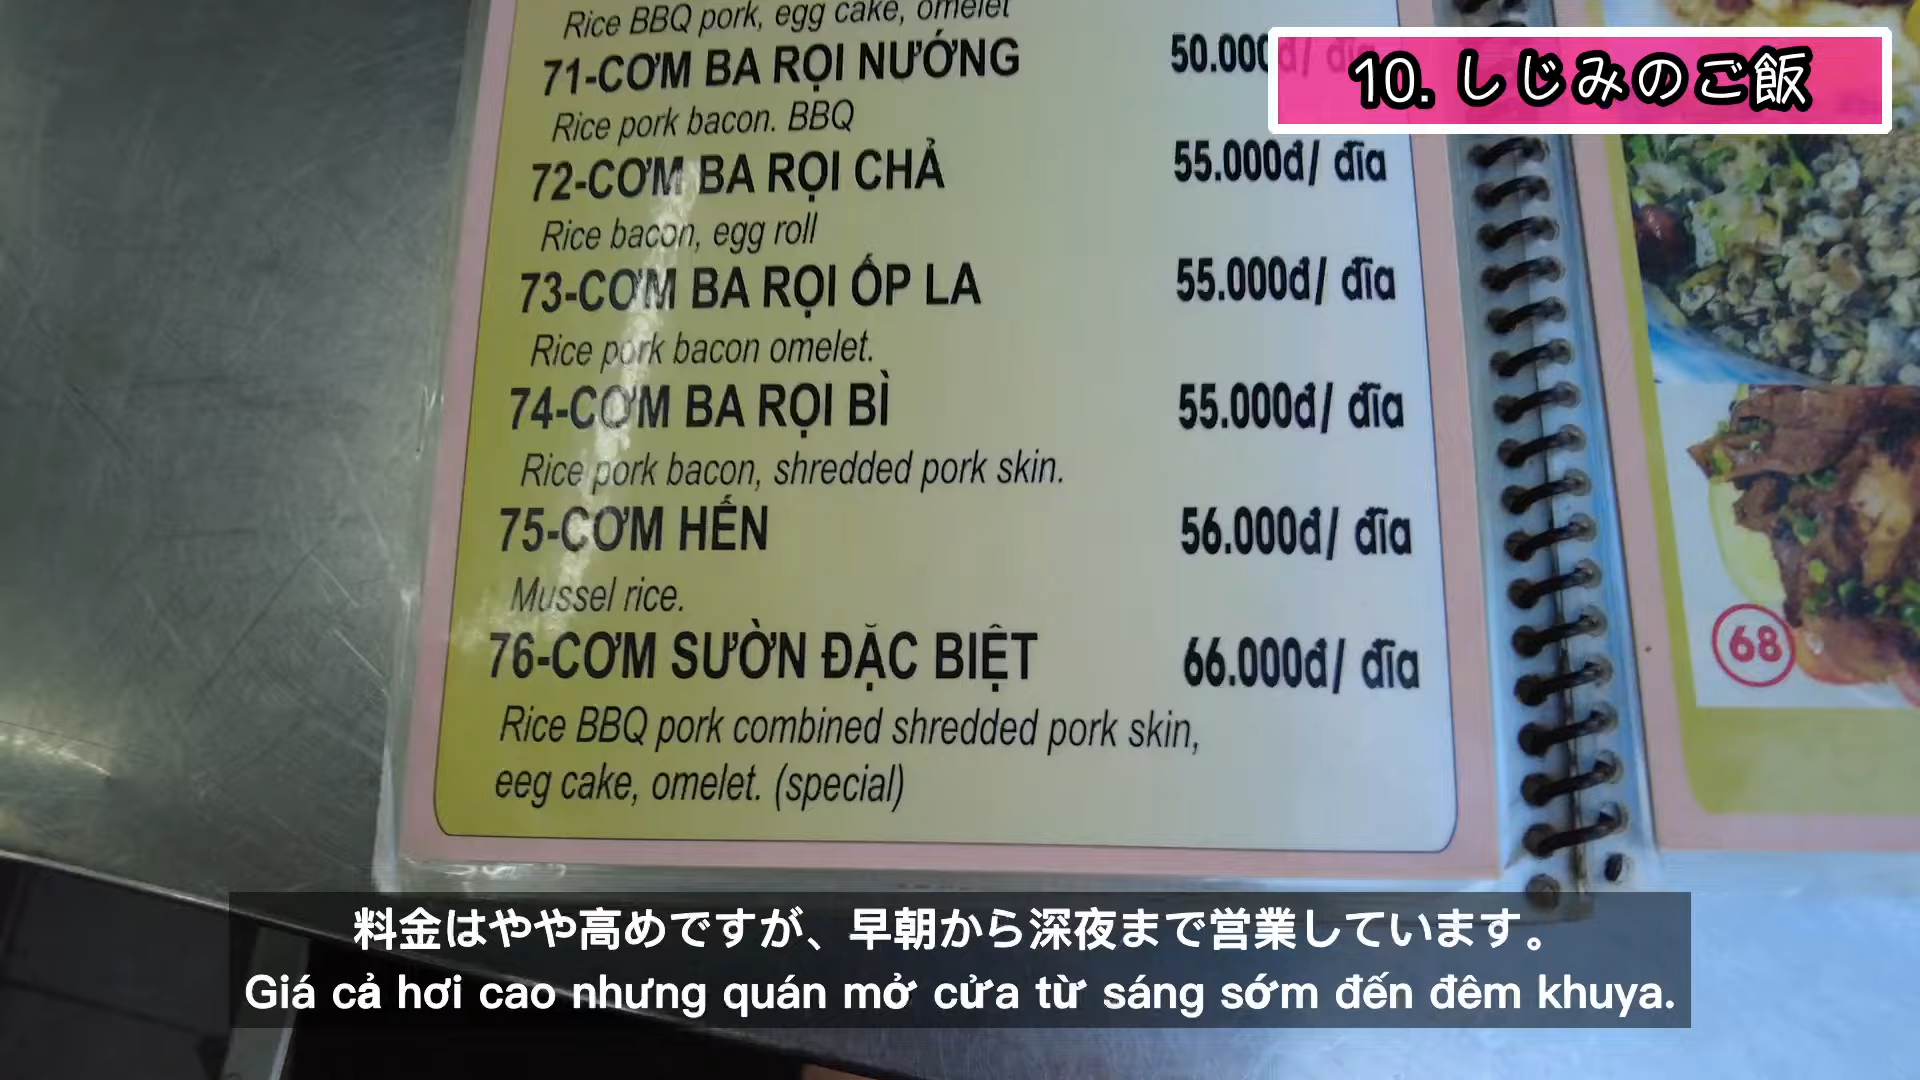 Rice BBQ pork, egg cake, omelet
71-CƠM BA RỌI NƯỚNG 50.000đ/ đĩa
10. しじみのご飯
Rice pork bacon. BBQ
72-CƠM BA RỌI CHẢ 55.000đ/ đĩa
Rice bacon, egg roll
73-CƠM BA RỌI ỐP LA 55.000đ/ đĩa
Rice pork bacon omelet.
74-CƠM BA RỌI BÌ 55.000đ/ đĩa
Rice pork bacon, shredded pork skin.
75-CƠM HẾN 56.000đ/ đĩa
Mussel rice.
76-CƠM SƯỜN ĐẶC BIỆT 66.000đ/ đĩa
Rice BBQ pork combined shredded pork skin,
eeg cake, omelet. (special)
68
料金はやや高めですが、早朝から深夜まで営業しています。
Giá cả hơi cao nhưng quán mở cửa từ sáng sớm đến đêm khuya.